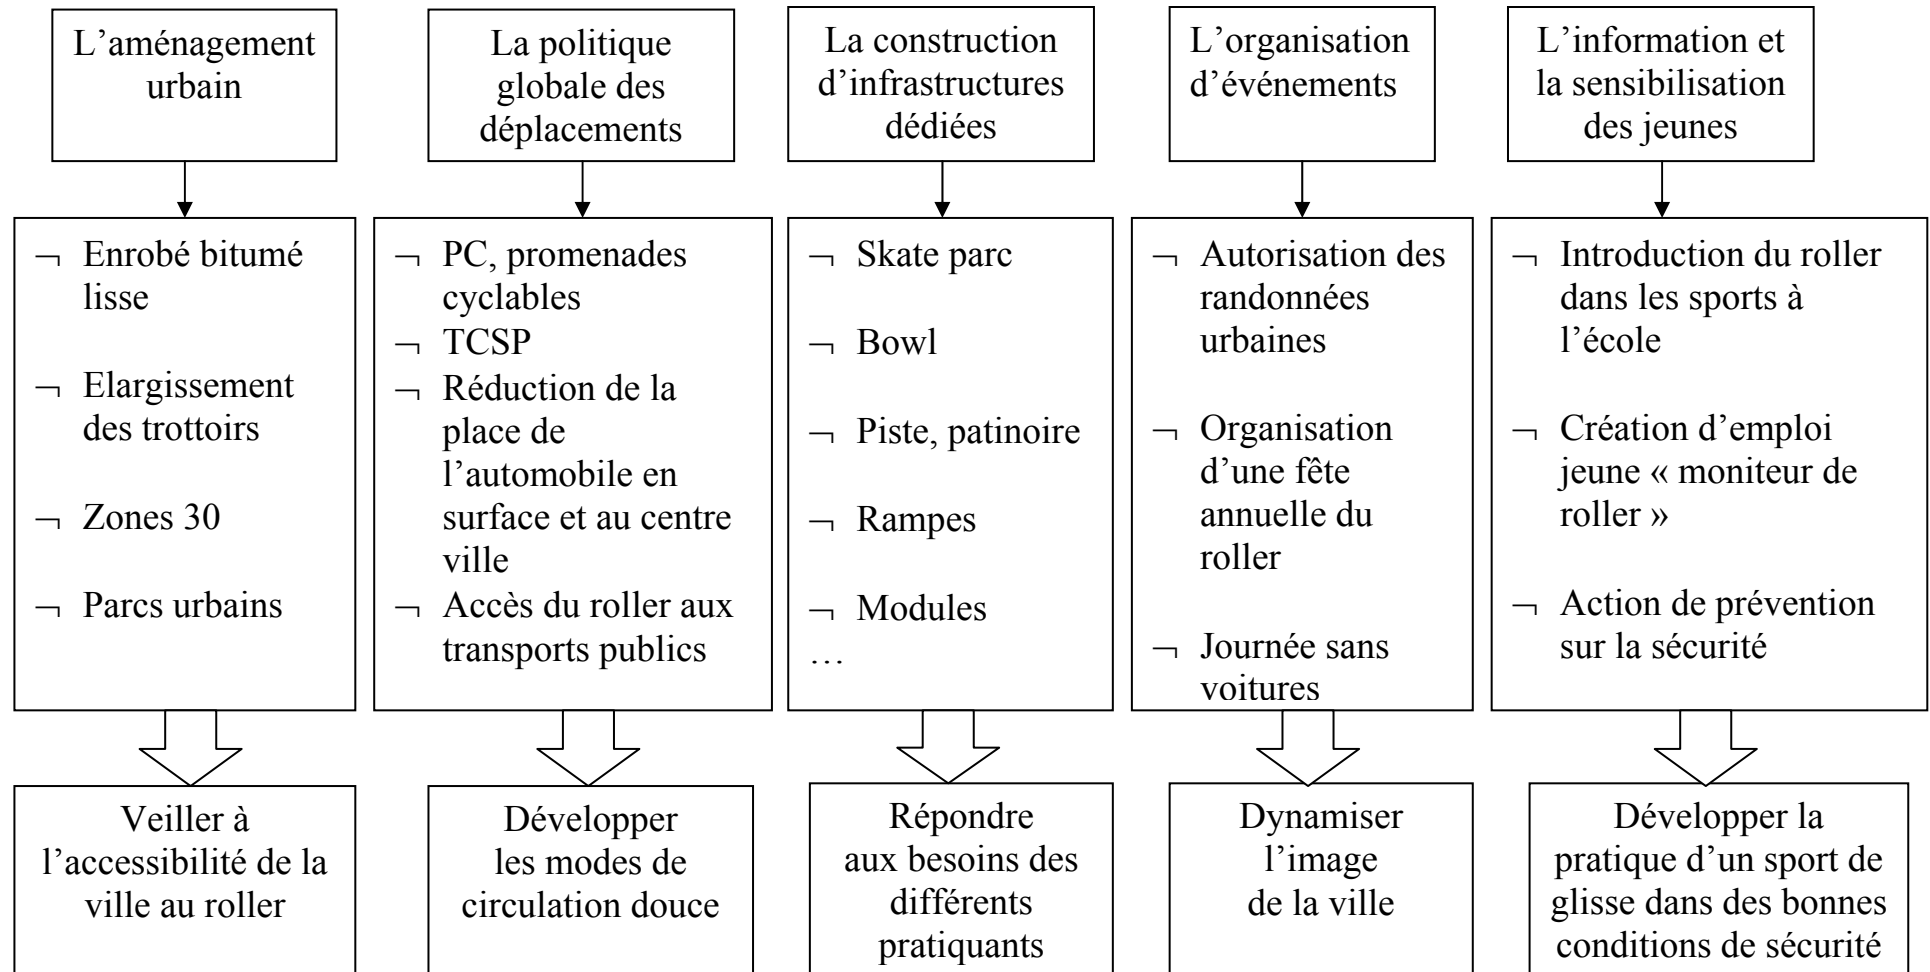 L’aménagement
urbain
La politique
globale des
déplacements
La construction
d’infrastructures
dédiées
L’organisation
d’événements
L’information et
la sensibilisation
des jeunes
¬ Enrobé bitumé
lisse
¬ Elargissement
des trottoirs
¬ Zones 30
¬ Parcs urbains
¬ PC, promenades
cyclables
¬ TCSP
¬ Réduction de la
place de
l’automobile en
surface et au centre
ville
¬ Accès du roller aux
transports publics
¬ Skate parc
¬ Bowl
¬ Piste, patinoire
¬ Rampes
¬ Modules
…
¬ Autorisation des
randonnées
urbaines
¬ Organisation
d’une fête
annuelle du
roller
¬ Journée sans
voitures
¬ Introduction du roller
dans les sports à
l’école
¬ Création d’emploi
jeune « moniteur de
roller »
¬ Action de prévention
sur la sécurité
Veiller à
l’accessibilité de la
ville au roller
Développer
les modes de
circulation douce
Répondre
aux besoins des
différents
pratiquants
Dynamiser
l’image
de la ville
Développer la
pratique d’un sport de
glisse dans des bonnes
conditions de sécurité